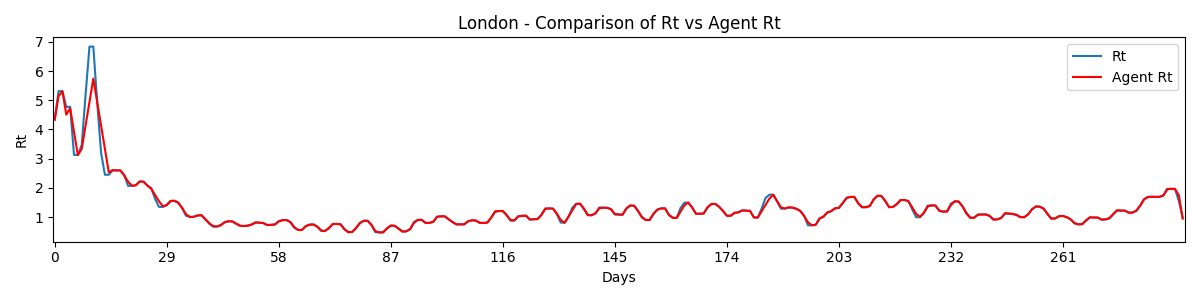 London - Comparison of Rt vs Agent Rt
Rt
Agent Rt
7
6
5
4
3
2
1
Rt
0 29 58 87 116 145 174 203 232 261
Days